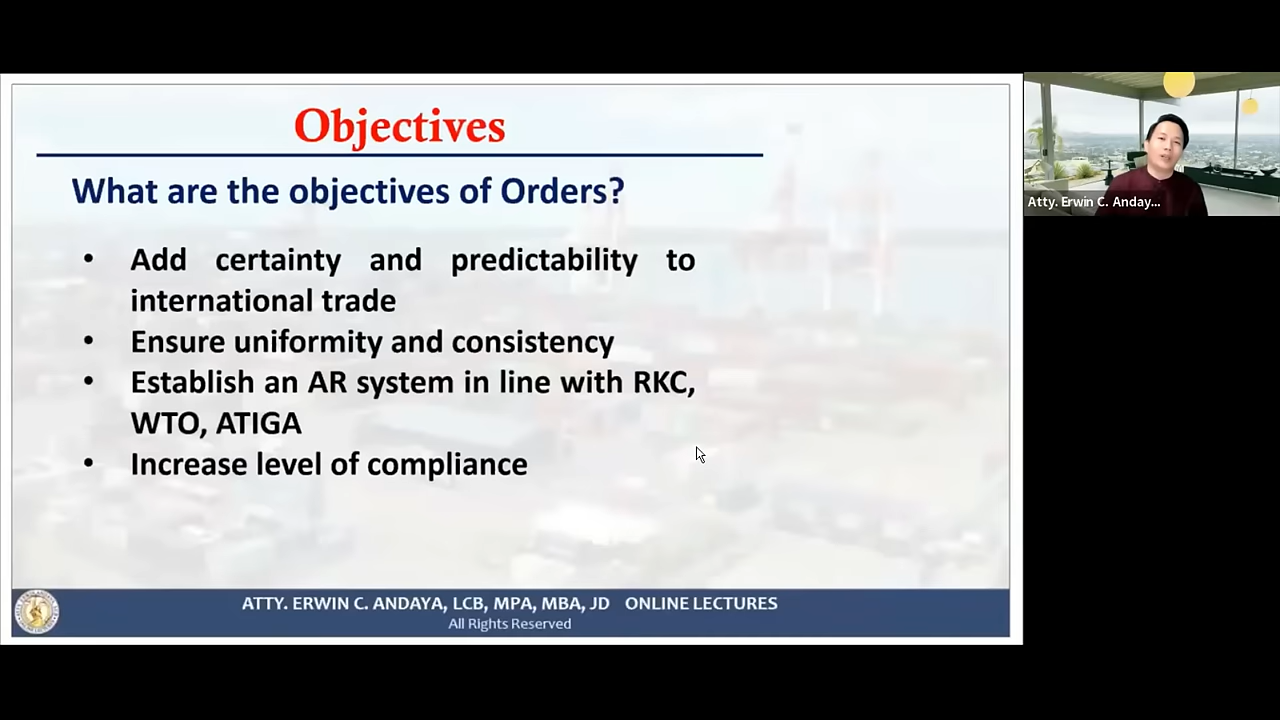 Objectives
What are the objectives of Orders?
• Add certainty and predictability to
international trade
• Ensure uniformity and consistency
• Establish an AR system in line with RKC,
WTO, ATIGA
• Increase level of compliance
ATTY. ERWIN C. ANDAYA, LCB, MPA, MBA, JD ONLINE LECTURES
All Rights Reserved
Atty. Erwin C. Anday...